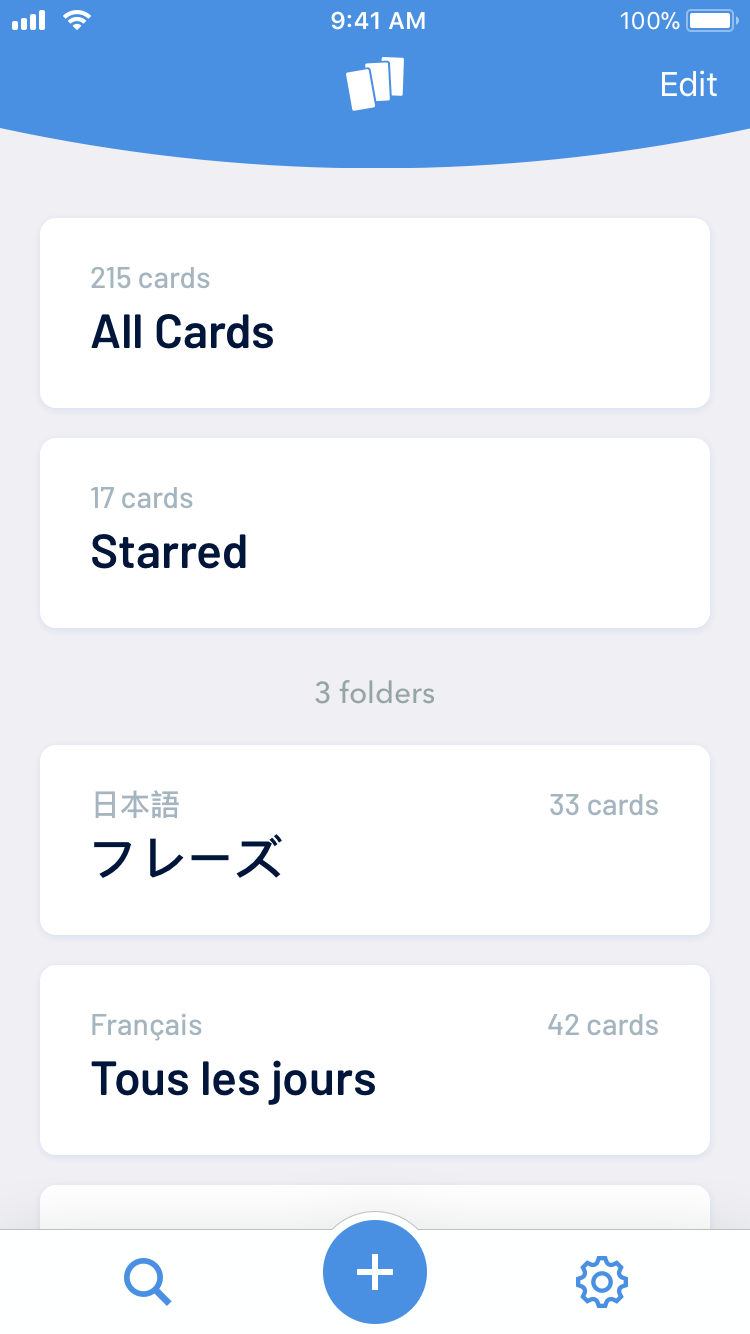 9:41 AM
100%
Edit
215 cards
All Cards
17 cards
Starred
3 folders
日本語
33 cards
フレーズ
Français
42 cards
Tous les jours